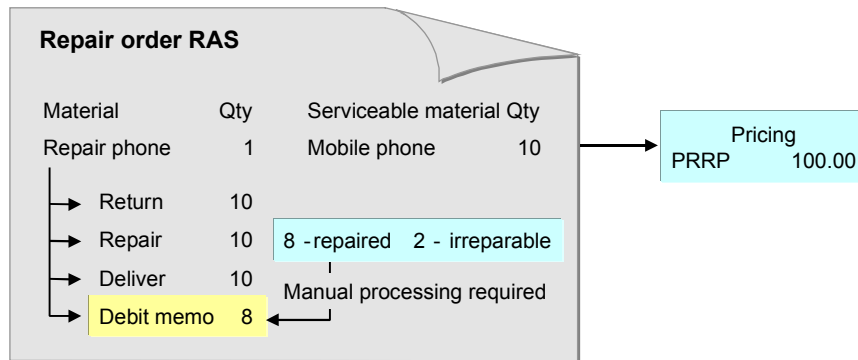 Repair order RAS
Material Qty Serviceable material Qty
Repair phone 1 Mobile phone 10
Pricing
PRRP 100.00
Return 10
Repair 10 8 -repaired 2 - irreparable
Deliver 10
Manual processing required
Debit memo 8